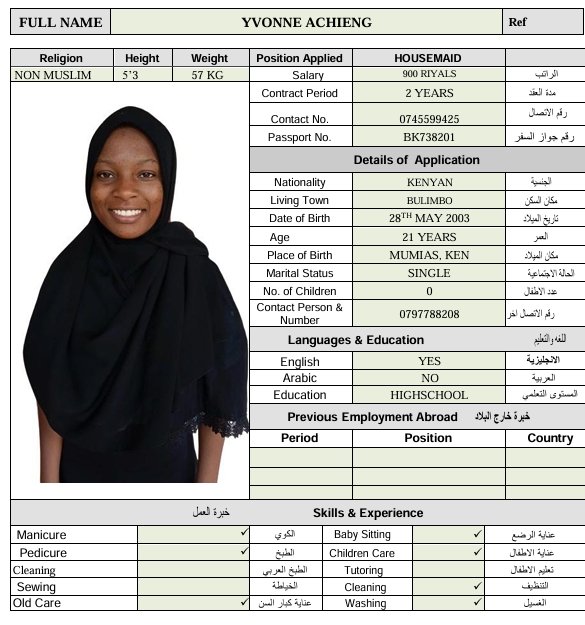 FULL NAME YVONNE ACHIENG Ref
Religion Height Weight Position Applied HOUSEMAID
NON MUSLIM 5’3 57 KG Salary 900 RIYALS الراتب
Contract Period 2 YEARS مدة العقد
Contact No. 0745599425 رقم الاتصال
Passport No. BK738201 رقم جواز السفر
Details of Application
Nationality KENYAN الجنسية
Living Town BULIMBO مكان السكن
Date of Birth 28TH MAY 2003 تاريخ الميلاد
Age 21 YEARS العمر
Place of Birth MUMIAS, KEN مكان الميلاد
Marital Status SINGLE الحالة الاجتماعية
No. of Children 0 عدد الاطفال
Contact Person & Number 0797788208 رقم الاتصال اخر
Languages & Education اللغه والتعليم
English YES الانجليزية
Arabic NO العربية
Education HIGHSCHOOL المستوى التعلمي
Previous Employment Abroad خبرة خارج البلاد
Period Position Country
خبرة العمل Skills & Experience
Manicure ✓ الكوي Baby Sitting ✓ عناية الرضع
Pedicure ✓ الطبخ Children Care ✓ عناية الاطفال
Cleaning الطبخ العربي Tutoring تعليم الاطفال
Sewing الخياطة Cleaning ✓ التنظيف
Old Care ✓ عناية كبار السن Washing ✓ الغسيل